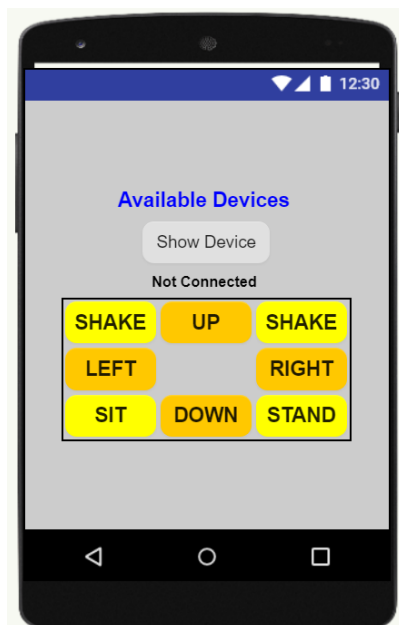 12:30
Available Devices
Show Device
Not Connected
SHAKE UP SHAKE
LEFT RIGHT
SIT DOWN STAND